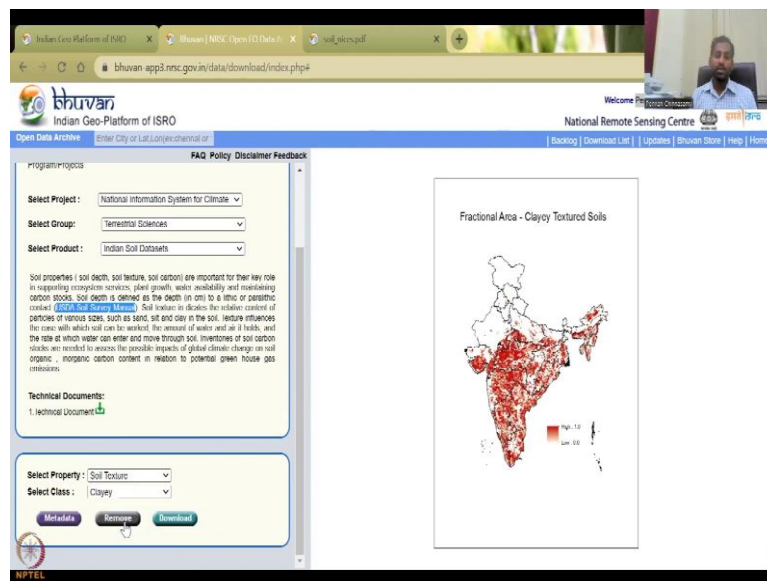 Indian Geo Platform of ISRO X
Bhuvan | NRSC Open EO Data A X
soil_nices.pdf X +
bhuvan-app3.nrsc.gov.in/data/download/index.php#
bhuvan
Indian Geo-Platform of ISRO
Welcome
Pennan Chinnasamy
National Remote Sensing Centre
Open Data Archive
Enter City or Lat,Lon(ex:chennai or
| Backlog | Download List | | Updates | Bhuvan Store | Help | Home
FAQ Policy Disclaimer Feedback
Program/Projects
Select Project : National Information System for Climate
Select Group: Terrestrial Sciences
Select Product : Indian Soil Datasets
Soil properties ( soil depth, soil texture, soil carbon) are important for their key role
in supporting ecosystem services, plant growth, water availability and maintaining
carbon stocks. Soil depth is defined as the depth (in cm) to a lithic or paralithic
contact (USDA Soil Survey Manual). Soil texture in dicates the relative content of
particles of various sizes, such as sand, silt and clay in the soil. Texture influences
the ease with which soil can be worked, the amount of water and air it holds, and
the rate at which water can enter and move through soil. Inventories of soil carbon
stocks are needed to assess the possible impacts of global climate change on soil
organic , inorganic carbon content in relation to potential green house gas
emissions
Technical Documents:
1. Technical Document
Select Property : Soil Texture
Select Class : Clayey
Metadata Remove Download
Fractional Area - Clayey Textured Soils
High : 1.0
Low : 0.0
NPTEL